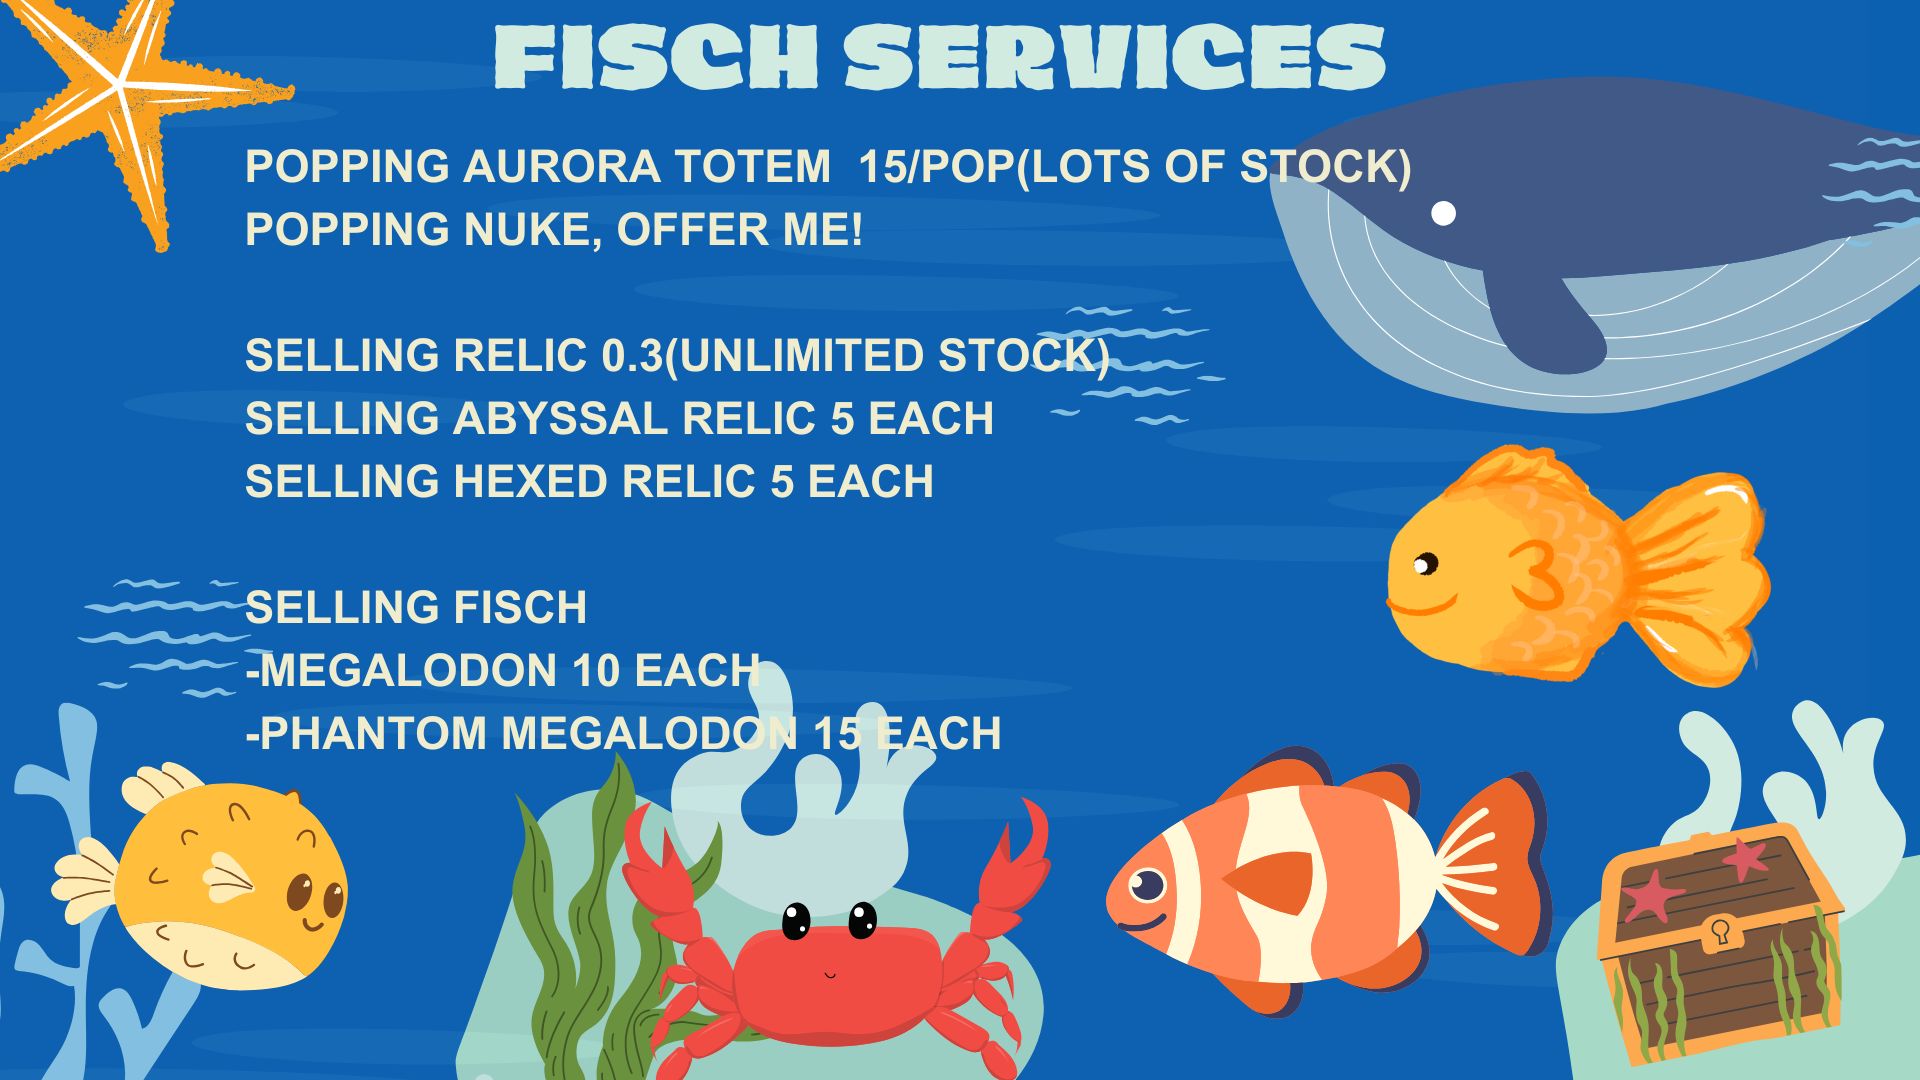 FISCH SERVICES
POPPING AURORA TOTEM  15/POP(LOTS OF STOCK)
POPPING NUKE, OFFER ME!
SELLING RELIC 0.3(UNLIMITED STOCK)
SELLING ABYSSAL RELIC 5 EACH
SELLING HEXED RELIC 5 EACH
SELLING FISCH
-MEGALODON 10 EACH
-PHANTOM MEGALODON 15 EACH